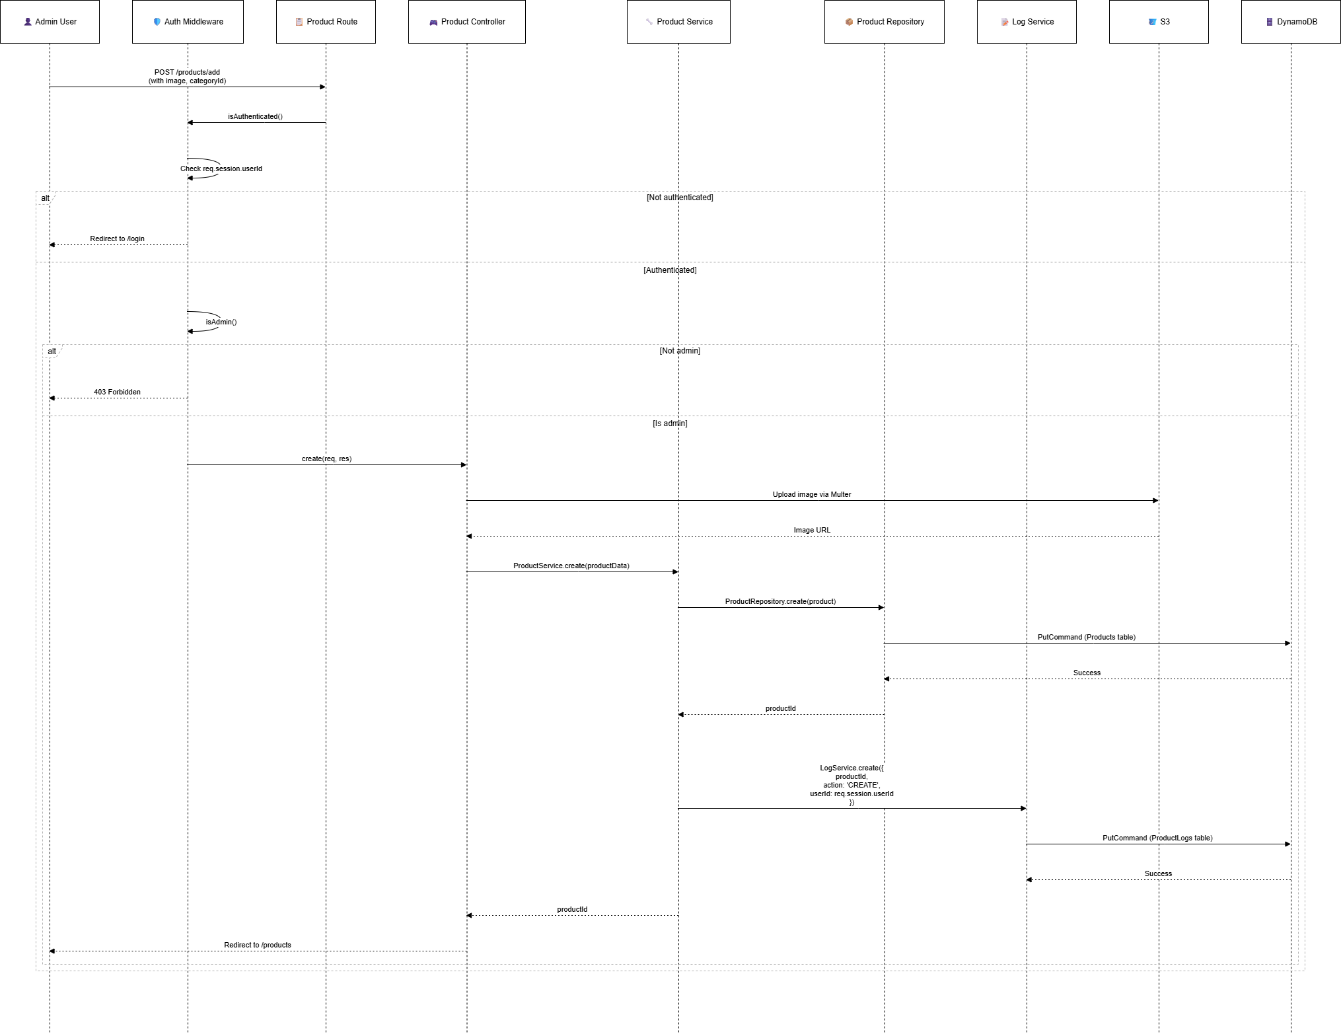 Admin User
Auth Middleware
Product Route
Product Controller
Product Service
Product Repository
Log Service
S3
DynamoDB
POST /products/add
(with image, categoryId)
isAuthenticated()
Check req.session.userId
alt
[Not authenticated]
Redirect to /login
[Authenticated]
isAdmin()
alt
[Not admin]
403 Forbidden
[Is admin]
create(req, res)
Upload image via Multer
Image URL
ProductService.create(productData)
ProductRepository.create(product)
PutCommand (Products table)
Success
productId
LogService.create({
productId,
action: 'CREATE',
userId: req.session.userId
})
PutCommand (ProductLogs table)
Success
productId
Redirect to /products